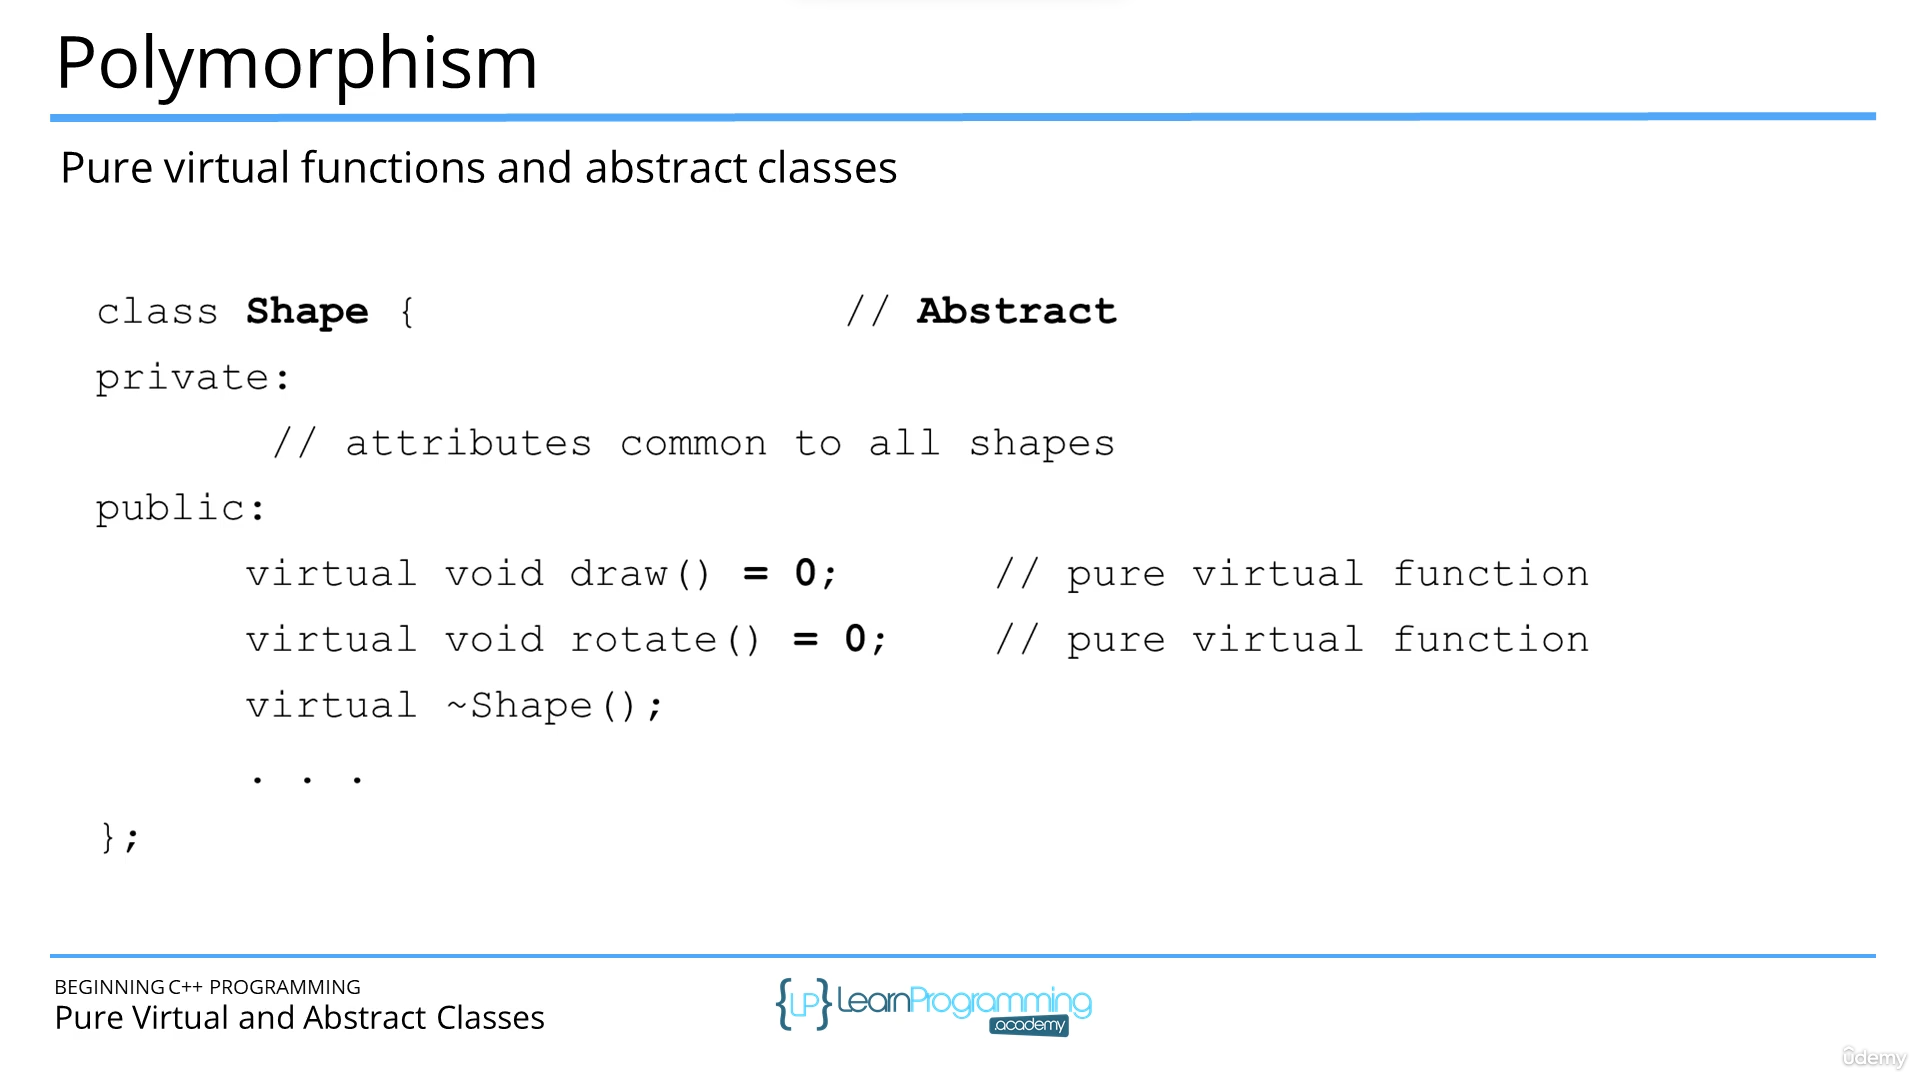 Polymorphism
Pure virtual functions and abstract classes
class Shape { // Abstract
private:
// attributes common to all shapes
public:
virtual void draw() = 0; // pure virtual function
virtual void rotate() = 0; // pure virtual function
virtual ~Shape();
. . .
};
BEGINNING C++ PROGRAMMING
Pure Virtual and Abstract Classes
{LP} LearnProgramming
.academy
ûdemy